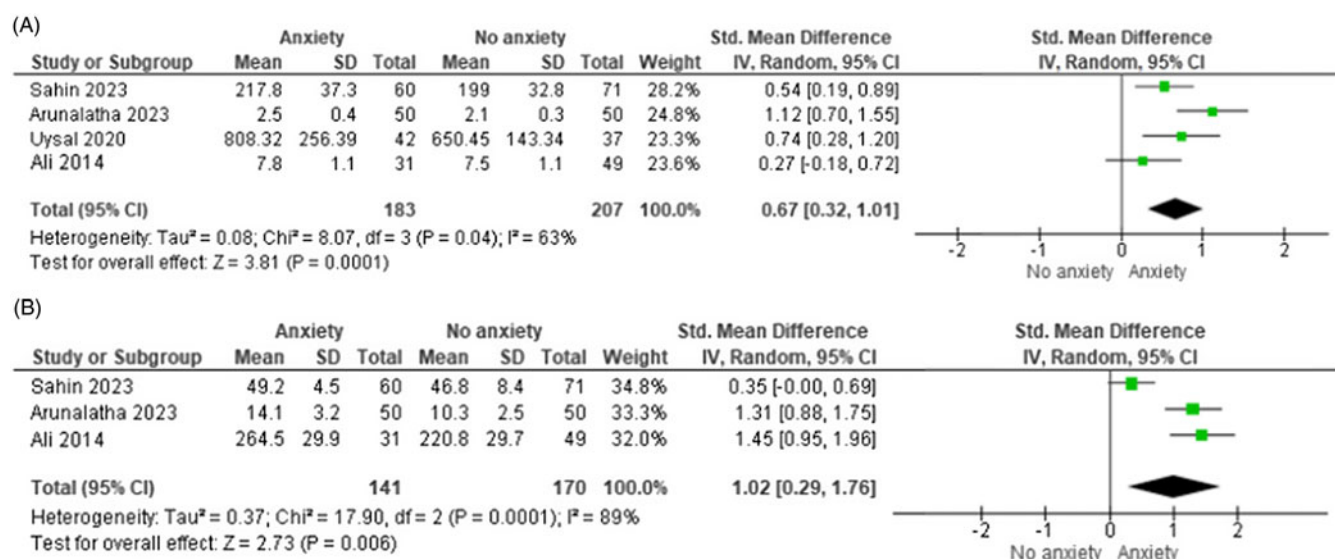 (A)
Anxiety No anxiety Std. Mean Difference Std. Mean Difference
Study or Subgroup Mean SD Total Mean SD Total Weight IV, Random, 95% CI IV, Random, 95% CI
Sahin 2023 217.8 37.3 60 199 32.8 71 28.2% 0.54 [0.19, 0.89]
Arunalatha 2023 2.5 0.4 50 2.1 0.3 50 24.8% 1.12 [0.70, 1.55]
Uysal 2020 808.32 256.39 42 650.45 143.34 37 23.3% 0.74 [0.28, 1.20]
Ali 2014 7.8 1.1 31 7.5 1.1 49 23.6% 0.27 [-0.18, 0.72]
Total (95% CI) 183 207 100.0% 0.67 [0.32, 1.01]
Heterogeneity: Tau² = 0.08; Chi² = 8.07, df = 3 (P = 0.04); I² = 63%
Test for overall effect: Z = 3.81 (P = 0.0001)
-2 -1 0 1 2
No anxiety Anxiety
(B)
Anxiety No anxiety Std. Mean Difference Std. Mean Difference
Study or Subgroup Mean SD Total Mean SD Total Weight IV, Random, 95% CI IV, Random, 95% CI
Sahin 2023 49.2 4.5 60 46.8 8.4 71 34.8% 0.35 [-0.00, 0.69]
Arunalatha 2023 14.1 3.2 50 10.3 2.5 50 33.3% 1.31 [0.88, 1.75]
Ali 2014 264.5 29.9 31 220.8 29.7 49 32.0% 1.45 [0.95, 1.96]
Total (95% CI) 141 170 100.0% 1.02 [0.29, 1.76]
Heterogeneity: Tau² = 0.37; Chi² = 17.90, df = 2 (P = 0.0001); I² = 89%
Test for overall effect: Z = 2.73 (P = 0.006)
-2 -1 0 1 2
No anxiety Anxiety